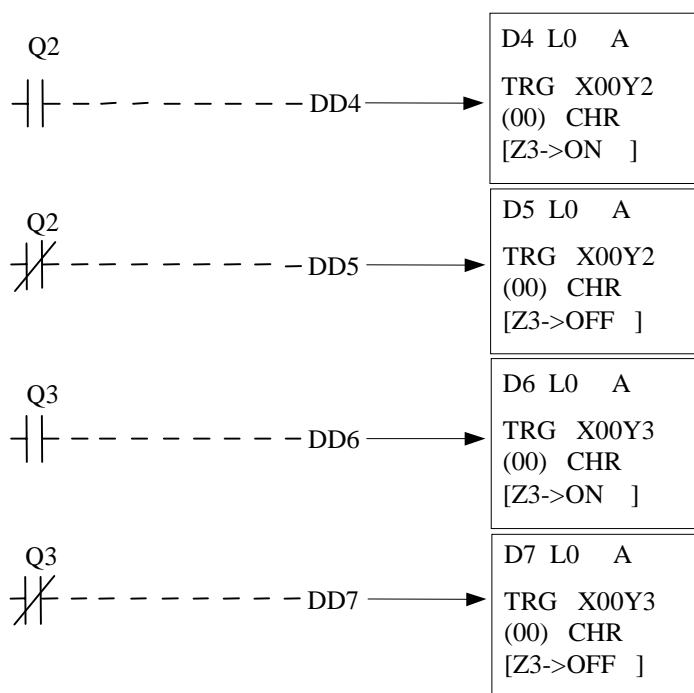 Q2
DD4
D4 L0 A
TRG X00Y2
(00) CHR
[Z3->ON ]
Q2
DD5
D5 L0 A
TRG X00Y2
(00) CHR
[Z3->OFF ]
Q3
DD6
D6 L0 A
TRG X00Y3
(00) CHR
[Z3->ON ]
Q3
DD7
D7 L0 A
TRG X00Y3
(00) CHR
[Z3->OFF ]